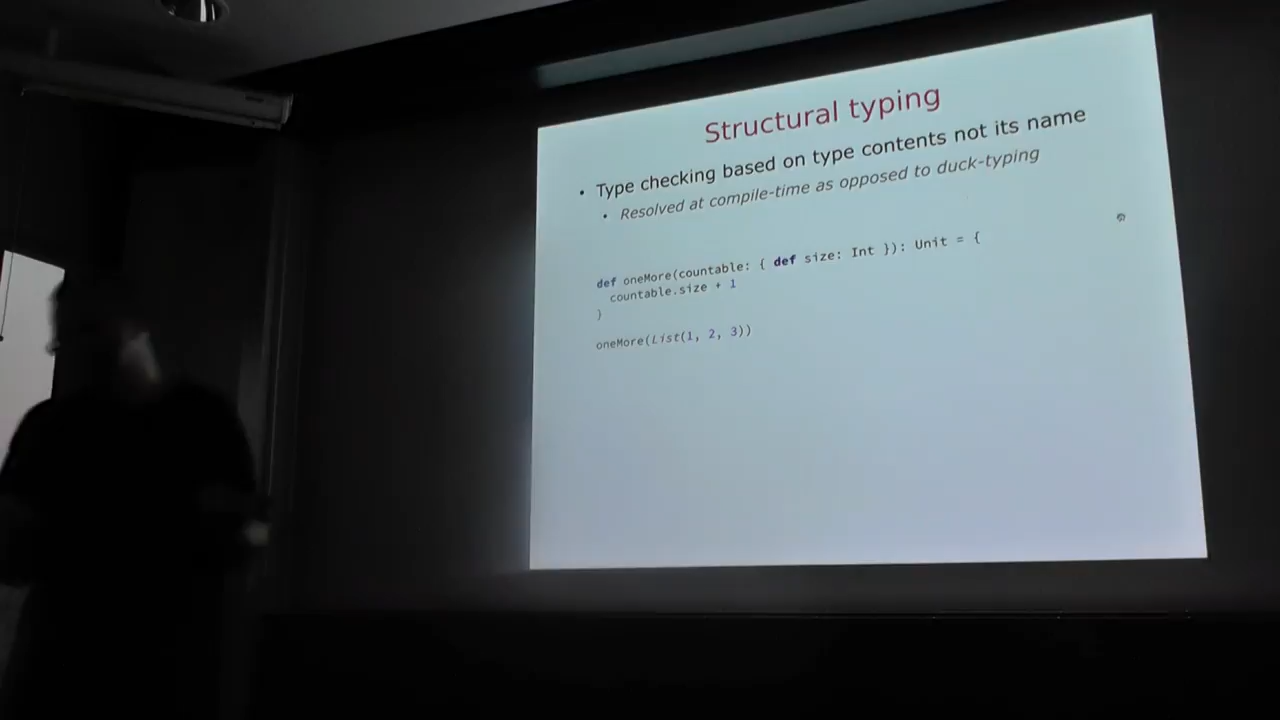 Structural typing
• Type checking based on type contents not its name
• Resolved at compile-time as opposed to duck-typing
def oneMore(countable: { def size: Int }): Unit = {
countable.size + 1
}
oneMore(List(1, 2, 3))